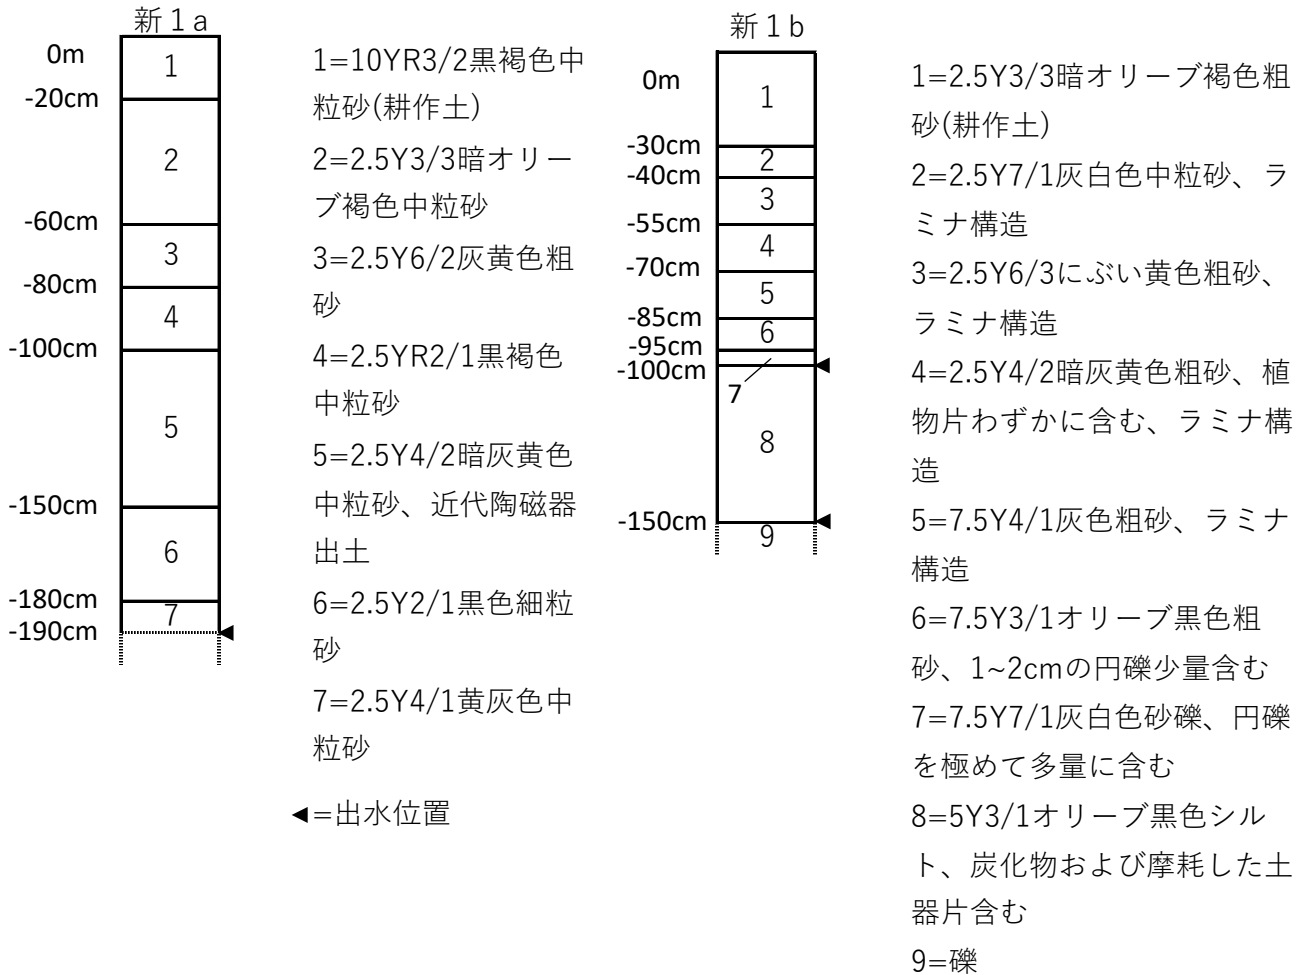 新１a
0m
1
-20cm
2
-60cm
3
-80cm
4
-100cm
5
-150cm
6
-180cm
7
-190cm
1=10YR3/2黒褐色中
粒砂(耕作土)
2=2.5Y3/3暗オリー
ブ褐色中粒砂
3=2.5Y6/2灰黄色粗
砂
4=2.5YR2/1黒褐色
中粒砂
5=2.5Y4/2暗灰黄色
中粒砂、近代陶磁器
出土
6=2.5Y2/1黒色細粒
砂
7=2.5Y4/1黄灰色中
粒砂
◀=出水位置
新１b
0m
1
-30cm
2
-40cm
3
-55cm
4
-70cm
5
-85cm
6
-95cm
-100cm
7
8
-150cm
9
1=2.5Y3/3暗オリーブ褐色粗
砂(耕作土)
2=2.5Y7/1灰白色中粒砂、ラ
ミナ構造
3=2.5Y6/3にぶい黄色粗砂、
ラミナ構造
4=2.5Y4/2暗灰黄色粗砂、植
物片わずかに含む、ラミナ構
造
5=7.5Y4/1灰色粗砂、ラミナ
構造
6=7.5Y3/1オリーブ黒色粗
砂、1~2cmの円礫少量含む
7=7.5Y7/1灰白色砂礫、円礫
を極めて多量に含む
8=5Y3/1オリーブ黒色シル
ト、炭化物および摩耗した土
器片含む
9=礫